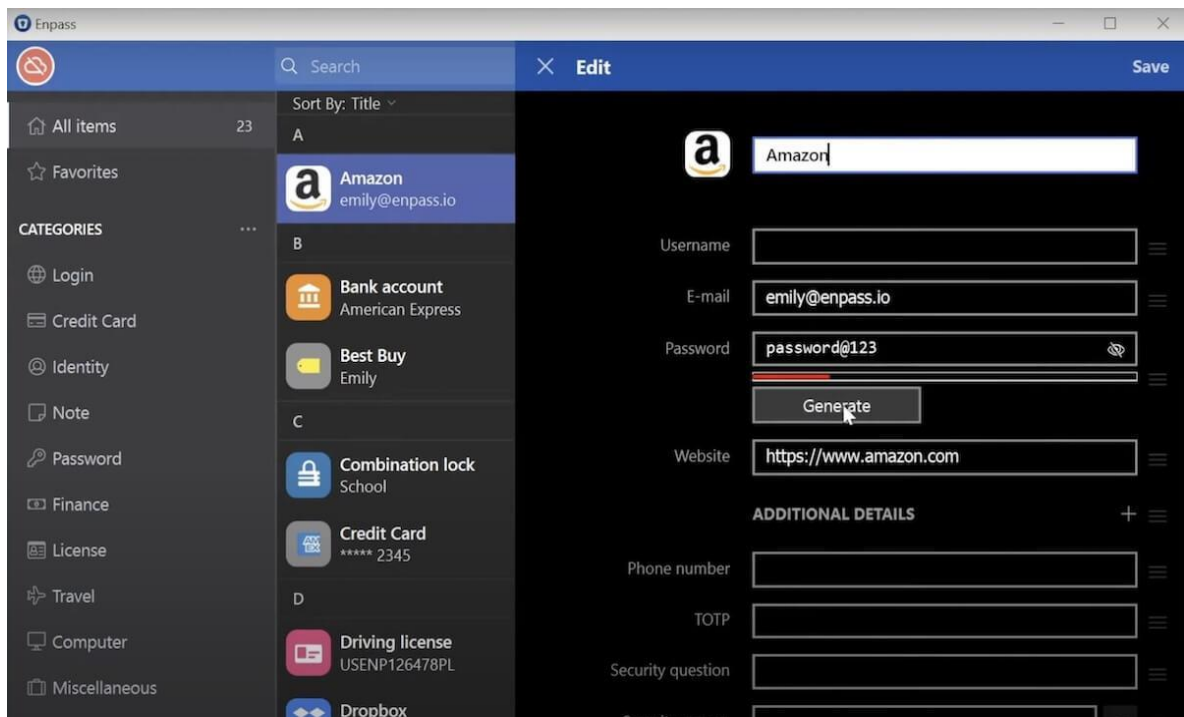 Enpass
Search
Edit
Save
All items 23
Favorites
CATEGORIES
Login
Credit Card
Identity
Note
Password
Finance
License
Travel
Computer
Miscellaneous
Sort By: Title
A
Amazon
emily@enpass.io
B
Bank account
American Express
Best Buy
Emily
C
Combination lock
School
Credit Card
***** 2345
D
Driving license
USENP126478PL
Dropbox
Amazon
Username
E-mail emily@enpass.io
Password password@123
Generate
Website https://www.amazon.com
ADDITIONAL DETAILS
Phone number
TOTP
Security question